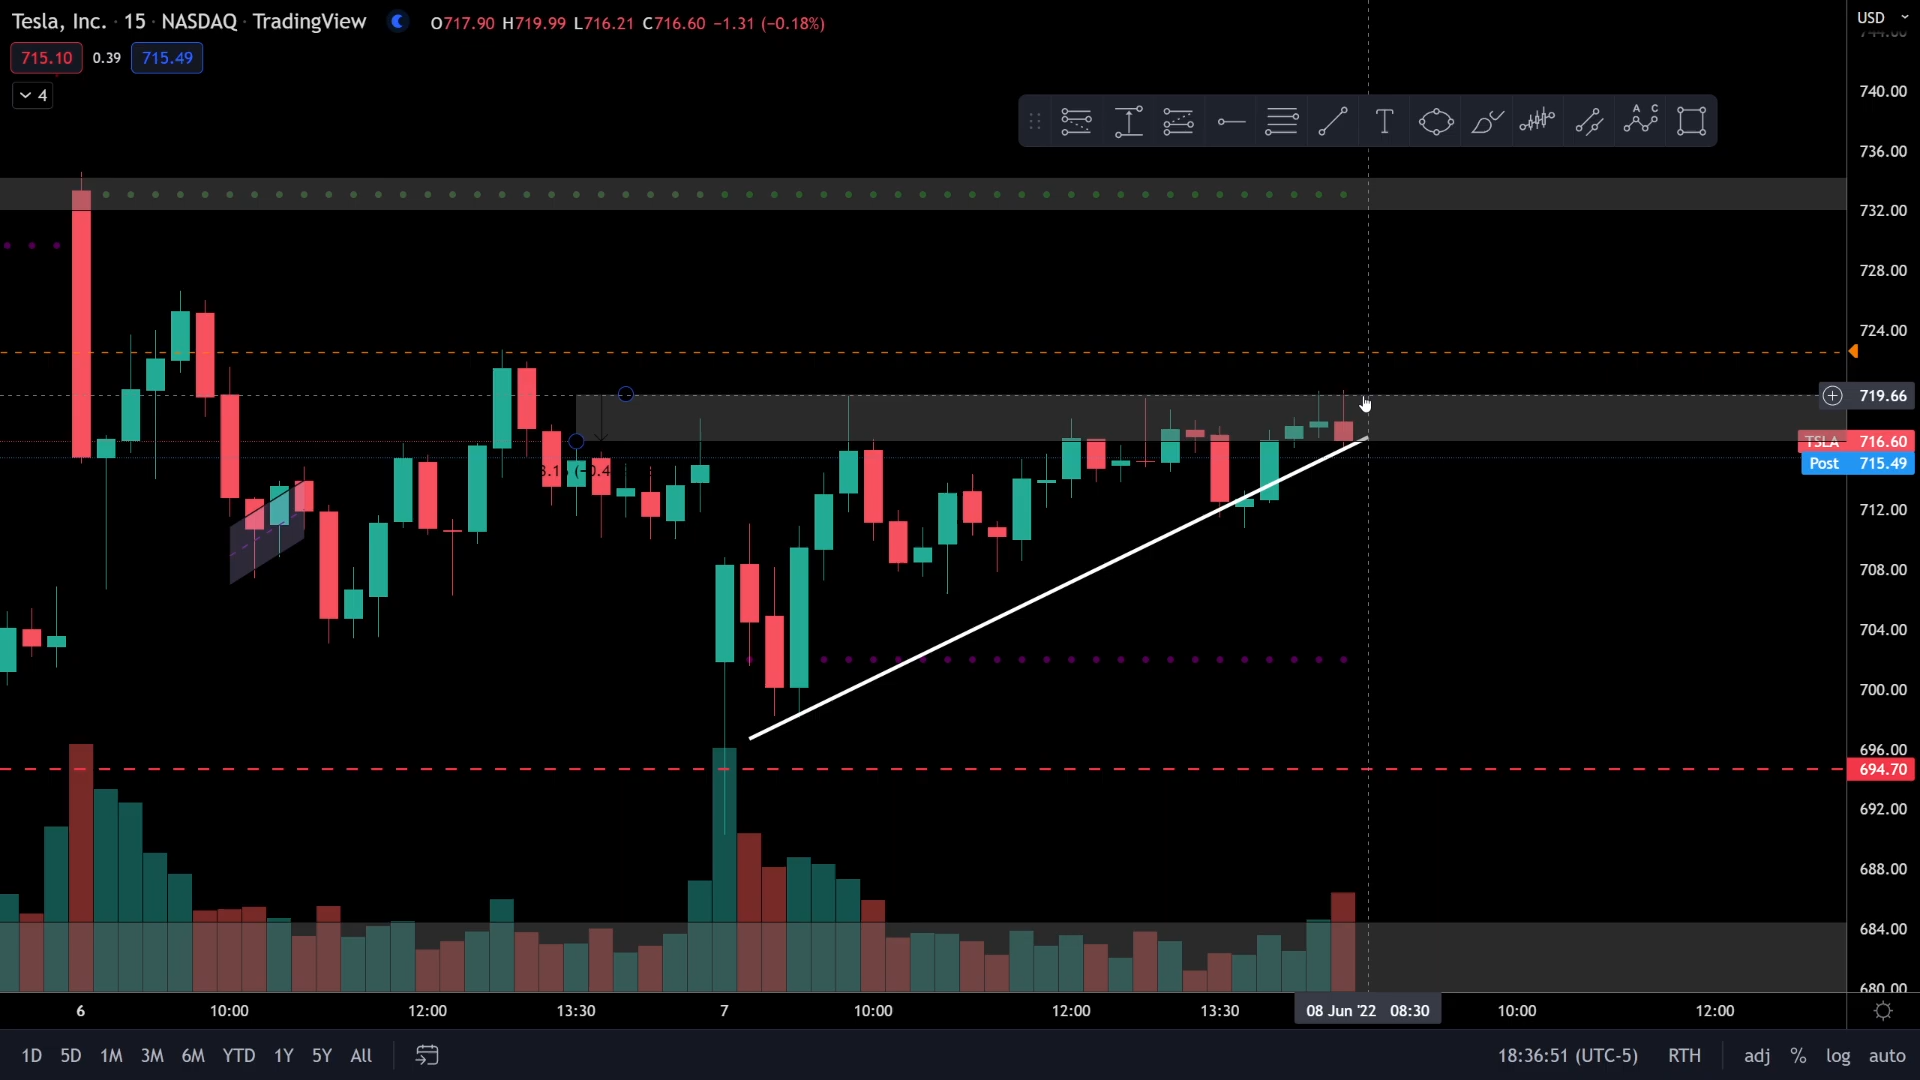 Tesla, Inc. · 15 · NASDAQ · TradingView O717.90 H719.99 L716.21 C716.60 −1.31 (−0.18%)
USD
715.10 0.39 715.49
4
740.00
A C
T
736.00
732.00
728.00
724.00
719.66
TSLA 716.60
Post 715.49
712.00
708.00
704.00
700.00
696.00
694.70
692.00
688.00
684.00
680.00
6 10:00 12:00 13:30 7 10:00 12:00 13:30 08 Jun '22 08:30 10:00 12:00
1D 5D 1M 3M 6M YTD 1Y 5Y All 18:36:51 (UTC-5) RTH adj % log auto